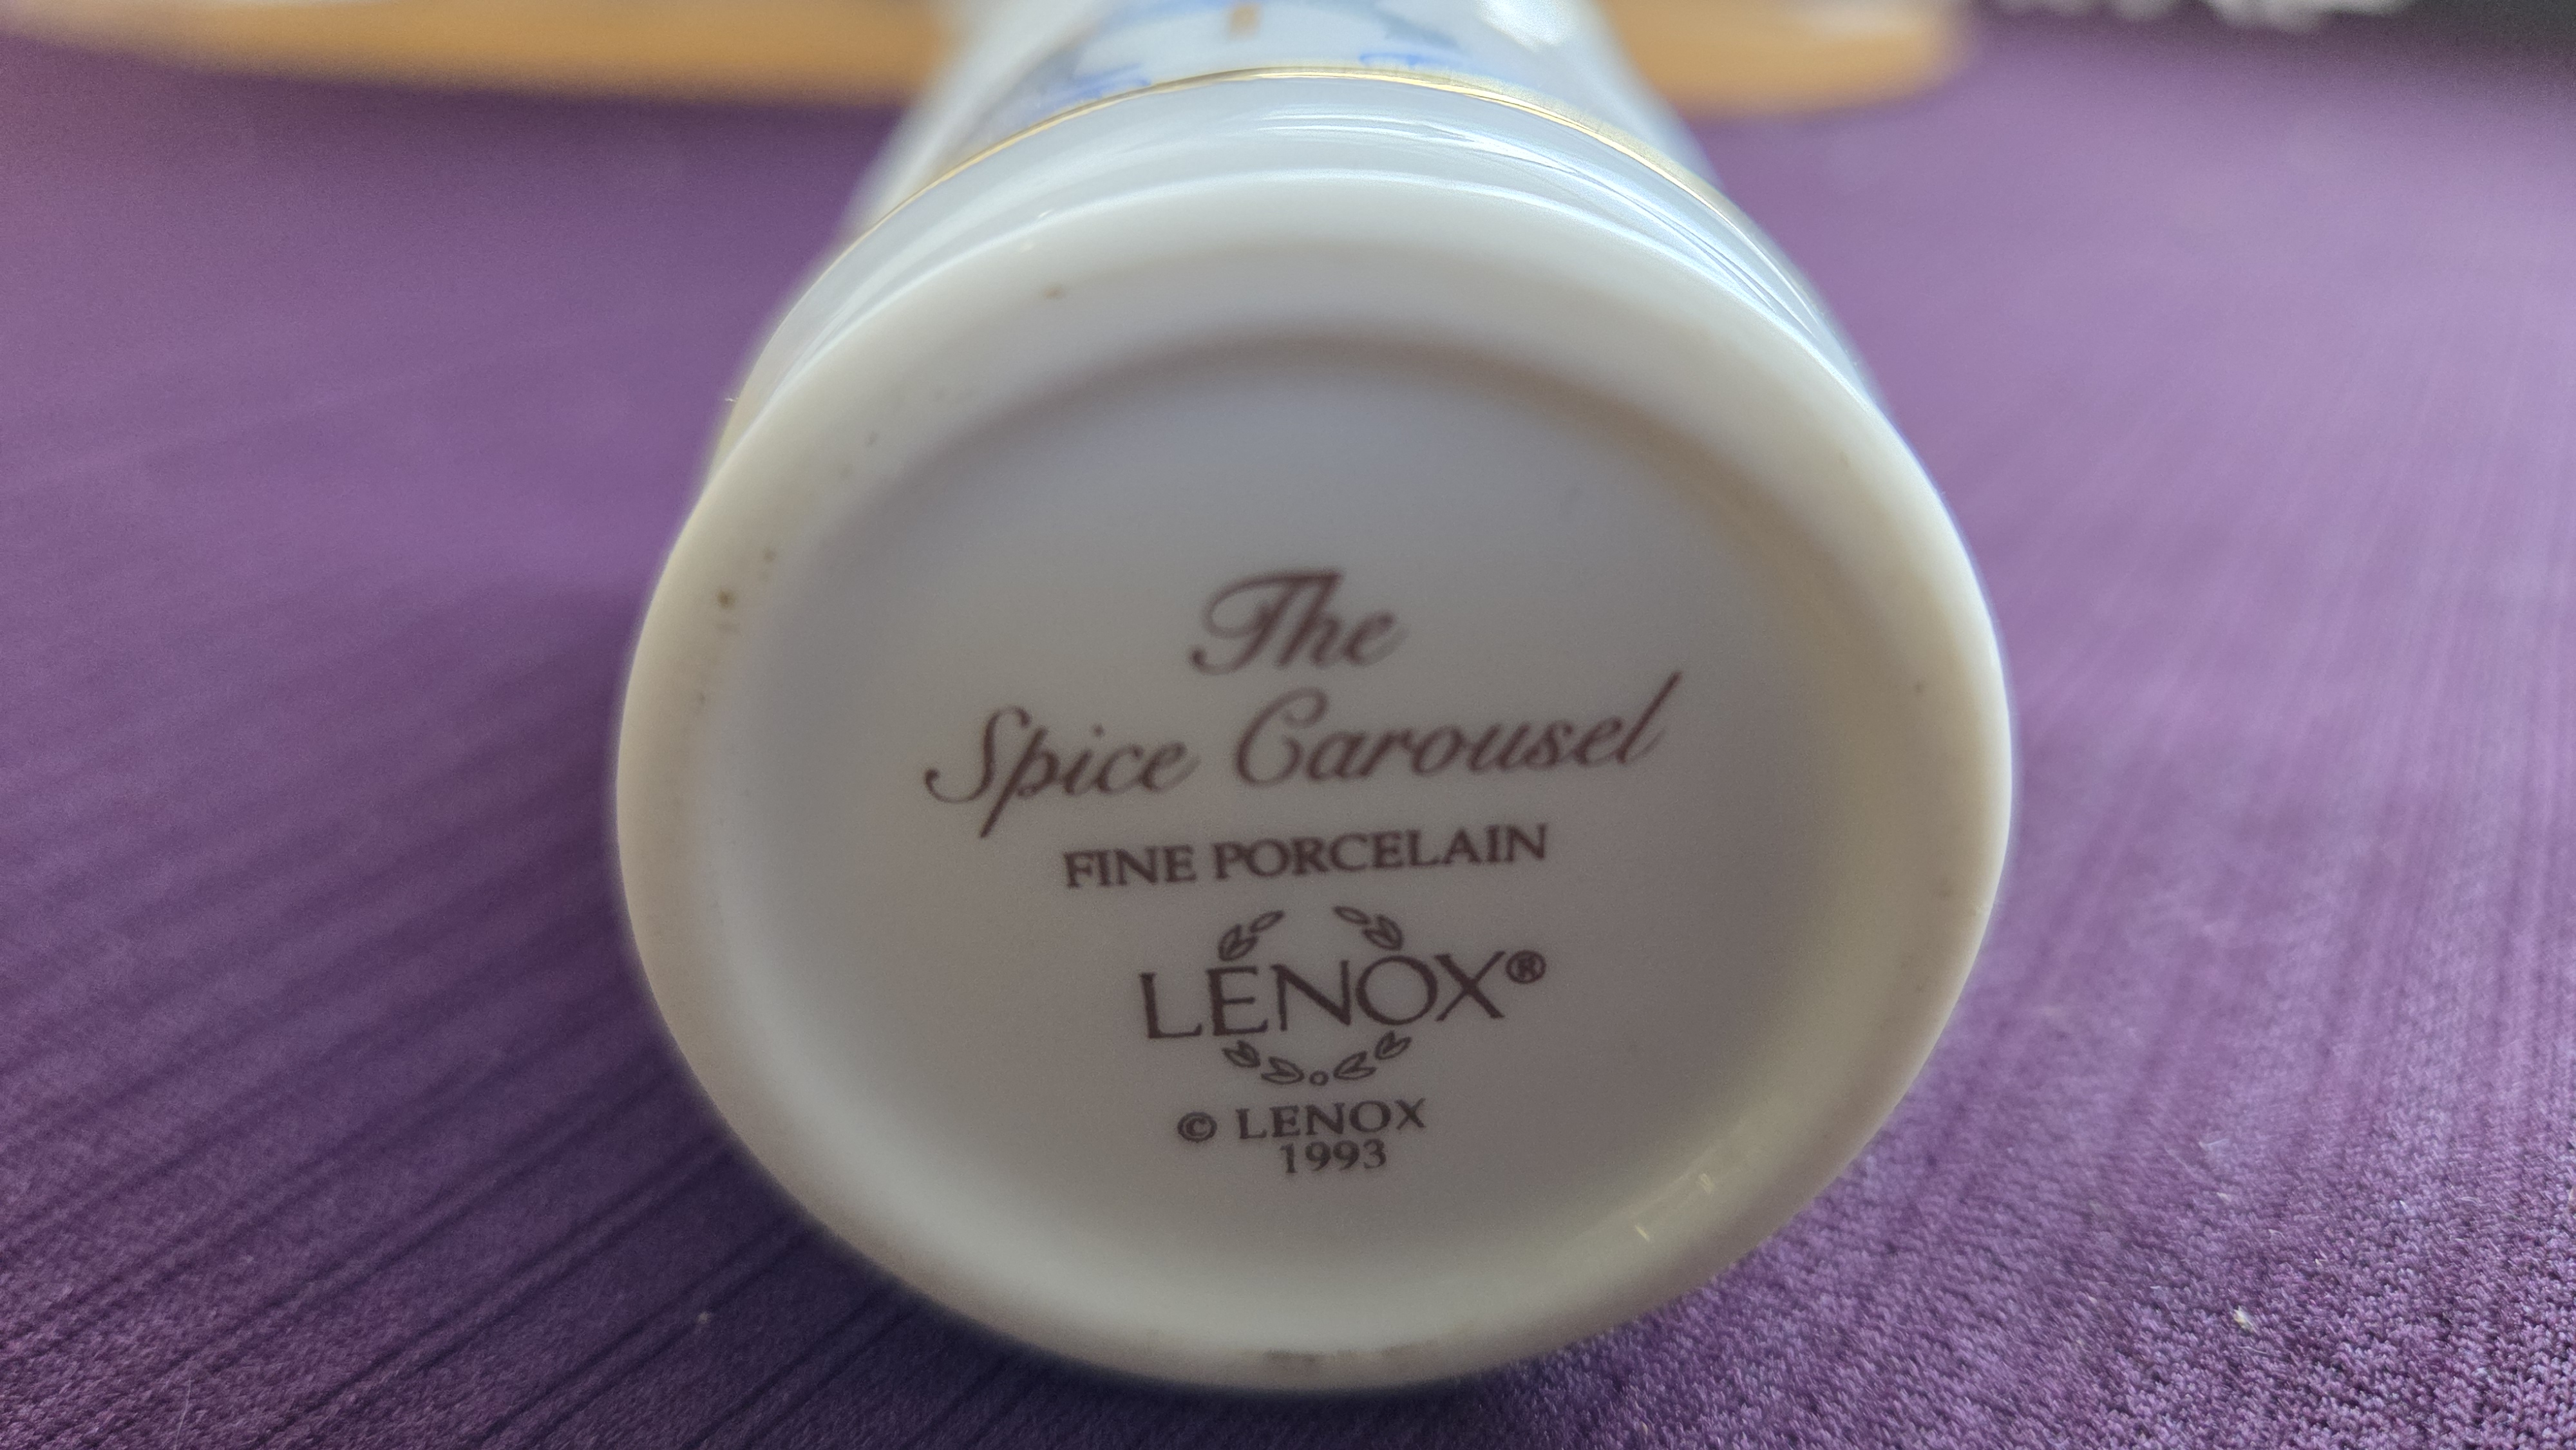 The
Spice Carousel
FINE PORCELAIN
LENOX®
© LENOX
1993